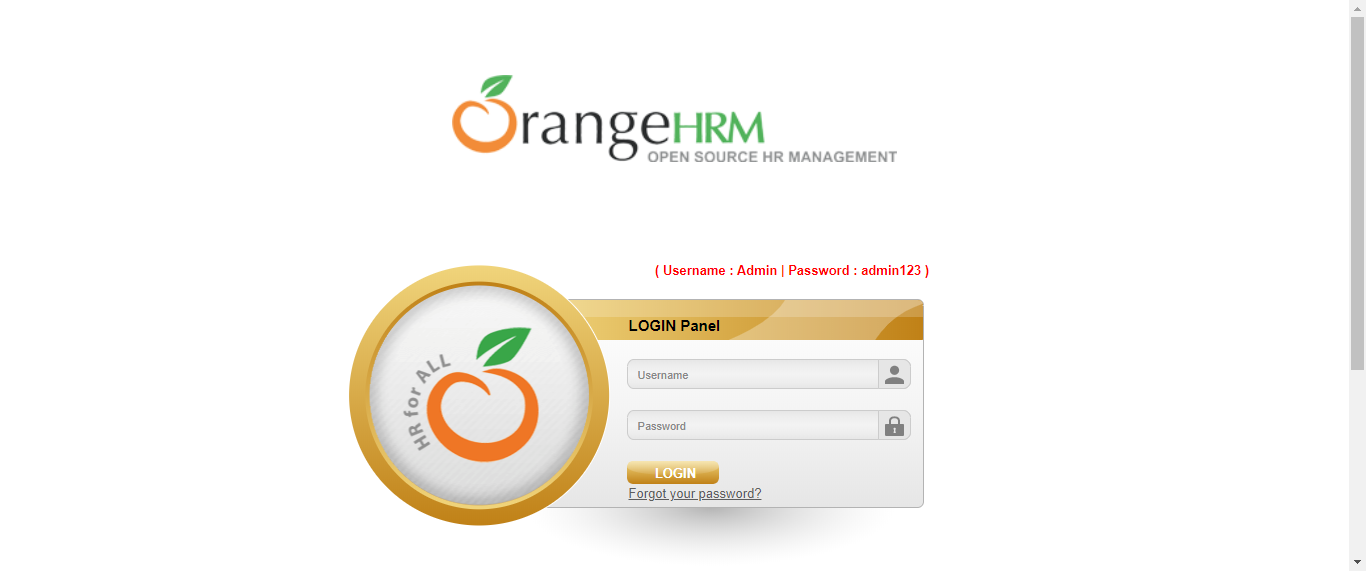 OrangeHRM
OPEN SOURCE HR MANAGEMENT
( Username : Admin | Password : admin123 )
HR for ALL
LOGIN Panel
Username
Password
LOGIN
Forgot your password?